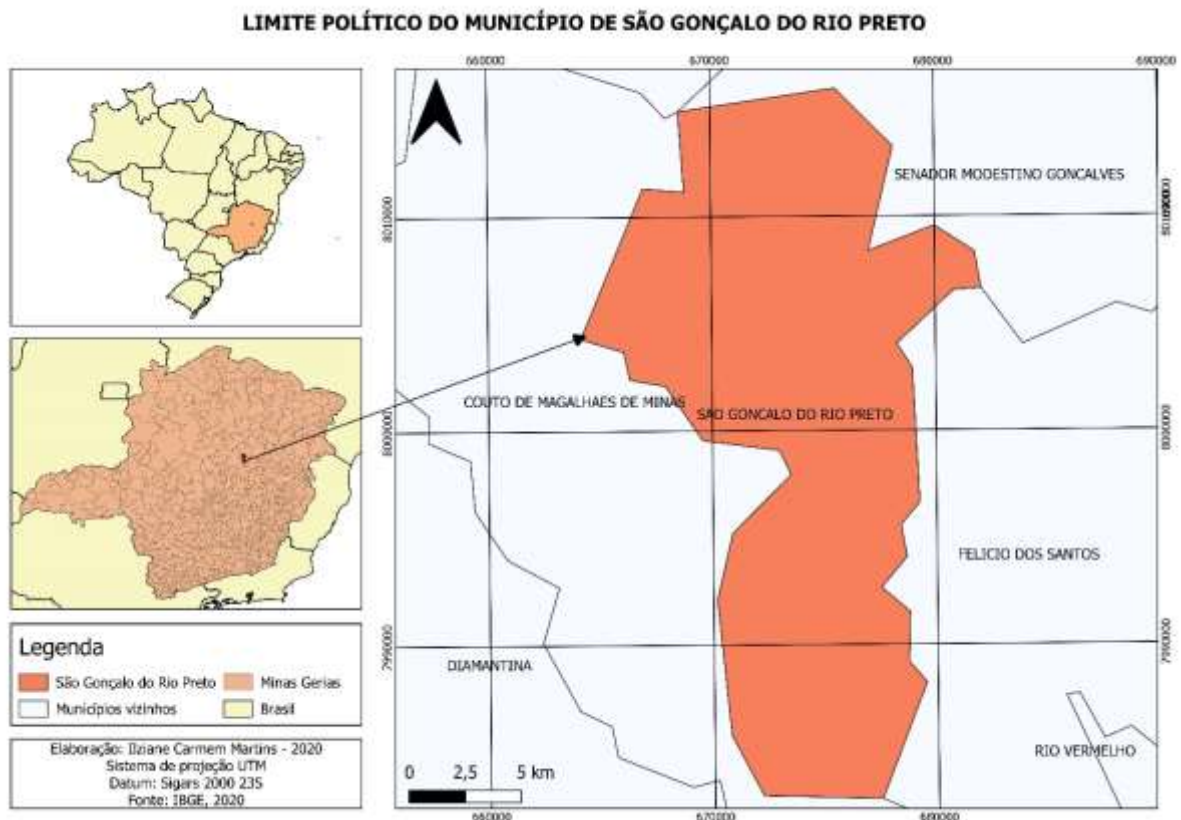 LIMITE POLÍTICO DO MUNICÍPIO DE SÃO GONÇALO DO RIO PRETO
660000
670000
680000
690000
SENADOR MODESTINO GONCALVES
8010000
8010000
COUTO DE MAGALHAES DE MINAS
SAO GONCALO DO RIO PRETO
8000000
8000000
FELICIO DOS SANTOS
7990000
7990000
DIAMANTINA
RIO VERMELHO
0 2,5 5 km
660000
670000
680000
Legenda
São Gonçalo do Rio Preto
Minas Gerias
Municípios vizinhos
Brasil
Elaboração: Ilziane Carmem Martins - 2020
Sistema de projeção UTM
Datum: Sigars 2000 23S
Fonte: IBGE, 2020